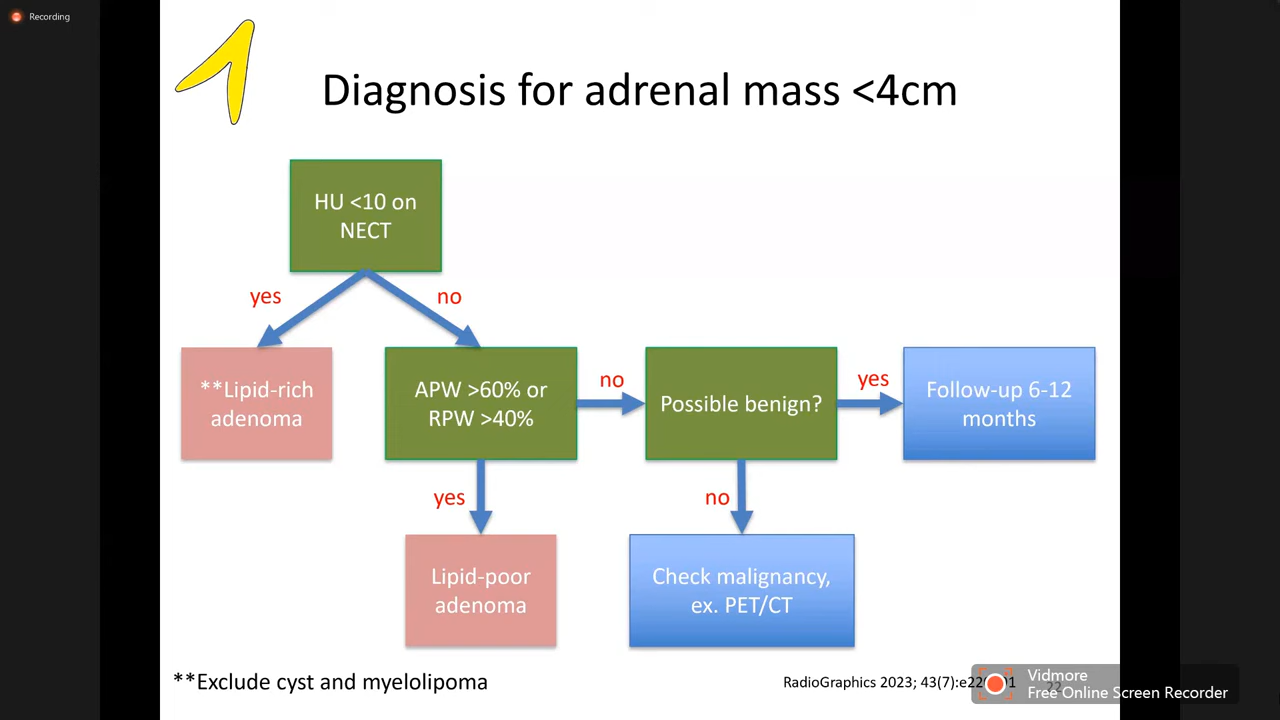 Recording
Diagnosis for adrenal mass <4cm
HU <10 on
NECT
yes
no
**Lipid-rich
adenoma
APW >60% or
RPW >40%
no
Possible benign?
yes
Follow-up 6-12
months
yes
no
Lipid-poor
adenoma
Check malignancy,
ex. PET/CT
**Exclude cyst and myelolipoma
RadioGraphics 2023; 43(7):
Vidmore
Free Online Screen Recorder